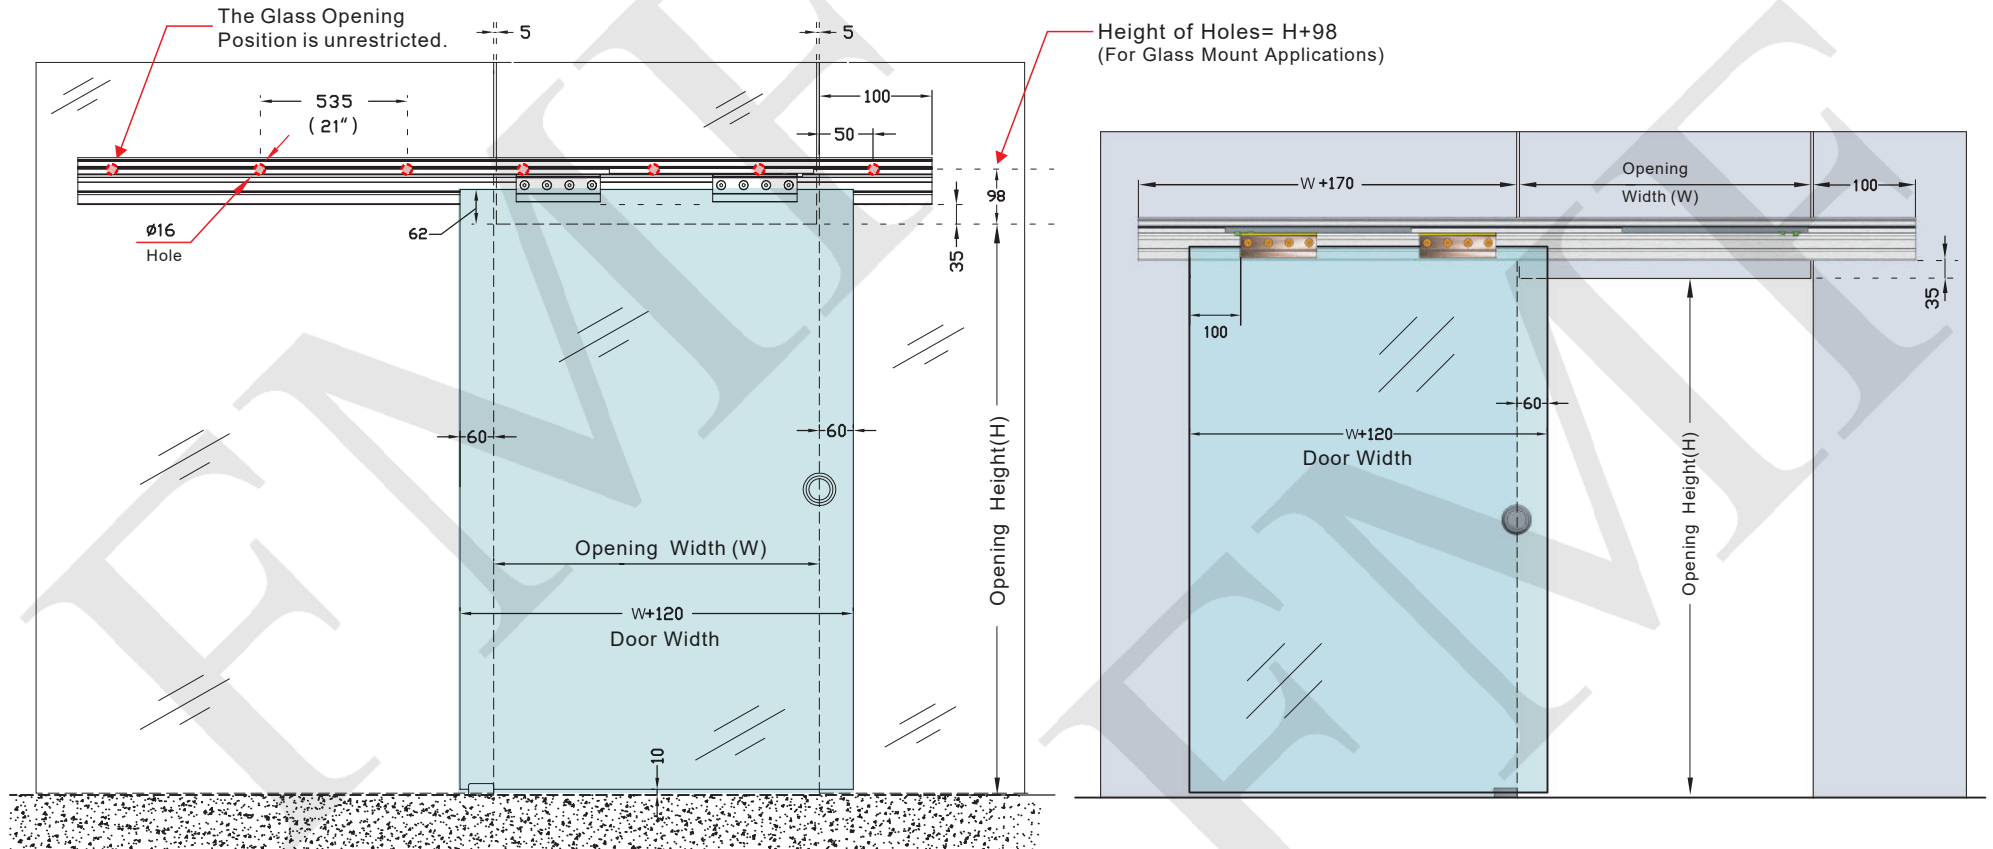 The Glass Opening
Position is unrestricted.
5
5
Height of Holes= H+98
(For Glass Mount Applications)
535
( 21")
100
50
98
62
35
ø16
Hole
60
60
Opening Width (W)
W+120
Door Width
10
Opening Height(H)
W +170
Opening
Width (W)
100
35
100
60
W+120
Door Width
Opening Height(H)
FMF
FMF